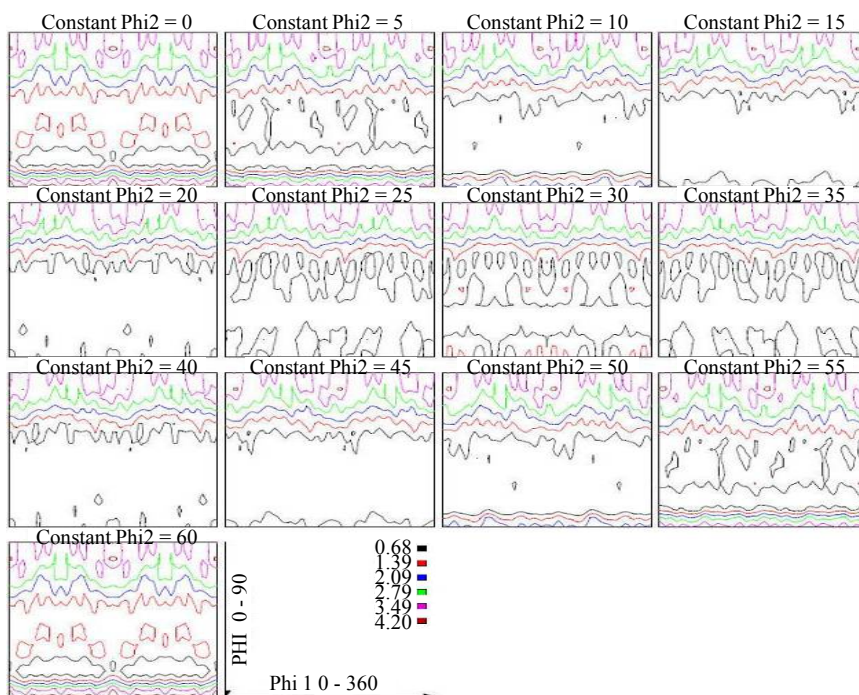 Constant Phi2 = 0 Constant Phi2 = 5 Constant Phi2 = 10 Constant Phi2 = 15
Constant Phi2 = 20 Constant Phi2 = 25 Constant Phi2 = 30 Constant Phi2 = 35
Constant Phi2 = 40 Constant Phi2 = 45 Constant Phi2 = 50 Constant Phi2 = 55
Constant Phi2 = 60
PHI 0 - 90
0.68
1.39
2.09
2.79
3.49
4.20
Phi 1 0 - 360